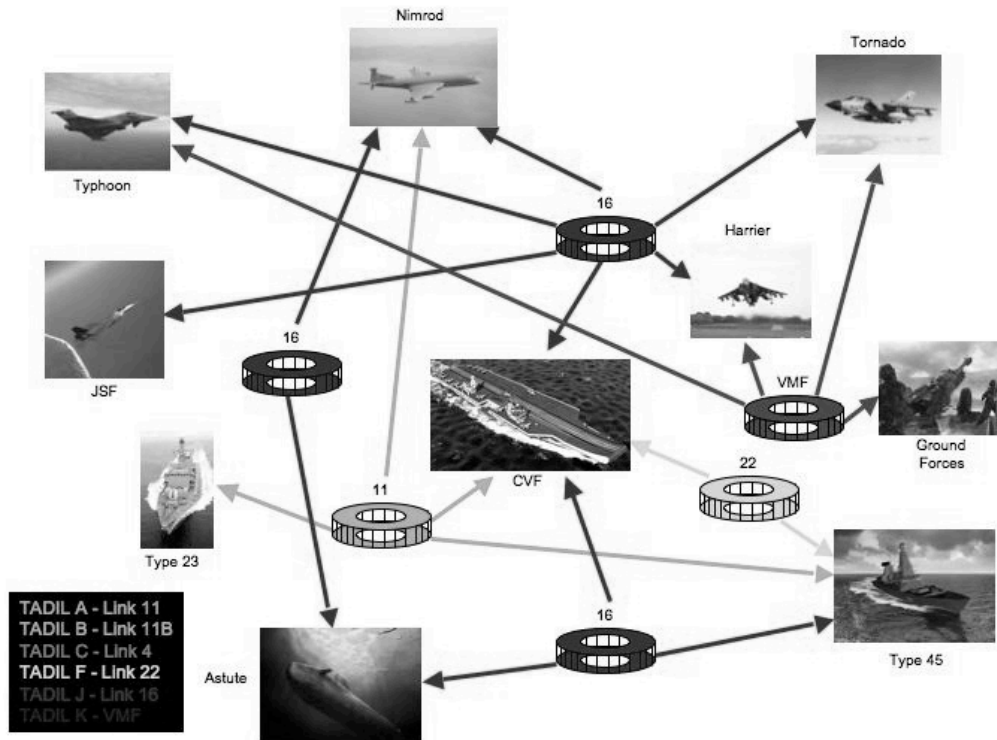 Nimrod
Tornado
Typhoon
16
Harrier
16
JSF
VMF
Ground
Forces
CVF
22
11
Type 23
TADIL A - Link 11
TADIL B - Link 11B
TADIL C - Link 4
TADIL F - Link 22
TADIL J - Link 16
TADIL K - VMF
Astute
16
Type 45